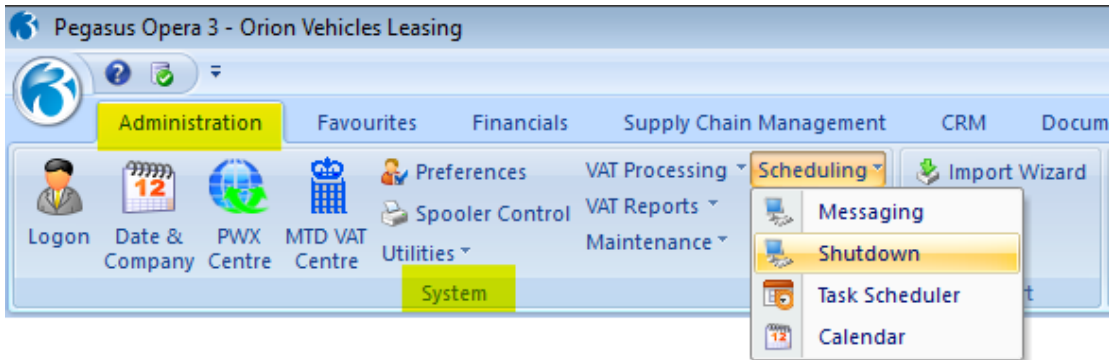 Pegasus Opera 3 - Orion Vehicles Leasing
Administration Favourites Financials Supply Chain Management CRM Docum
Logon
12
Date &
Company
PWX
Centre
MTD VAT
Centre
Preferences
Spooler Control
Utilities
System
VAT Processing
VAT Reports
Maintenance
Scheduling
Import Wizard
Messaging
Shutdown
Task Scheduler
12
Calendar
t